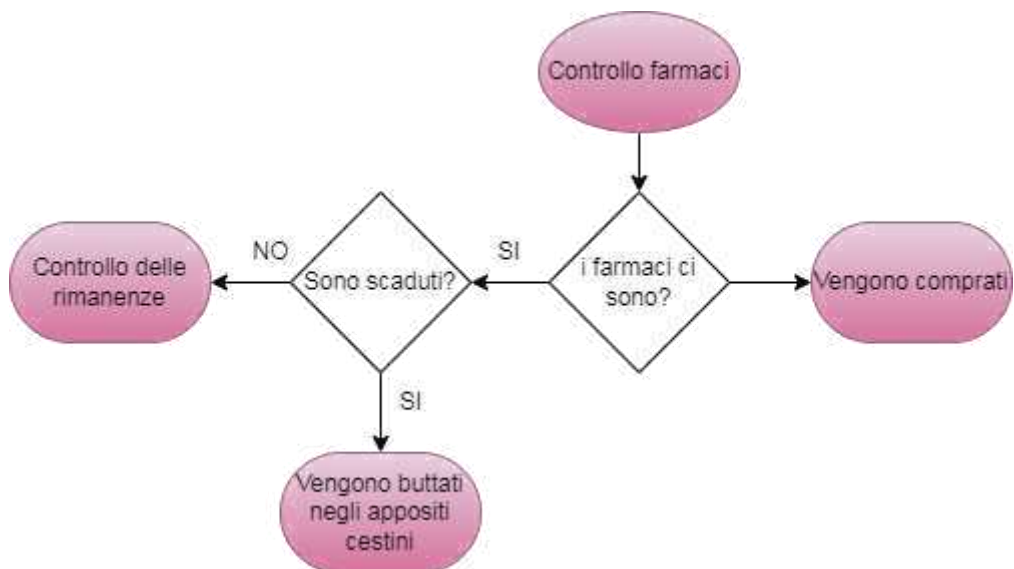 Controllo farmaci
i farmaci ci
sono?
Vengono comprati
SI
Sono scaduti?
NO
Controllo delle
rimanenze
SI
Vengono buttati
negli appositi
cestini